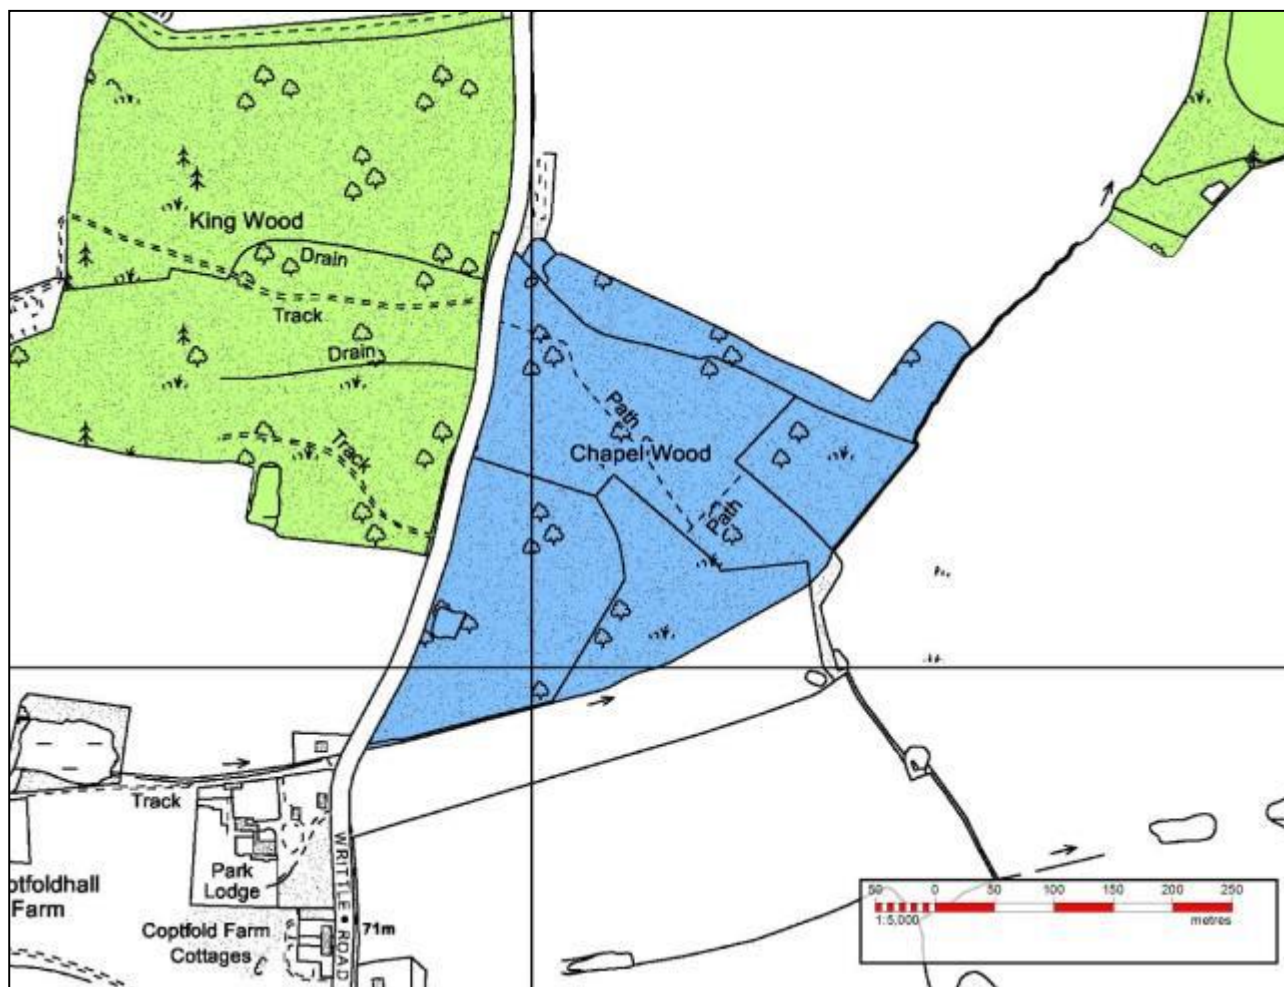 King Wood
Drain
Track
Drain
Track
Path
Chapel Wood
Path
Track
Park
Lodge
otfoldhall
Farm
WRITTLE ROAD
71m
Coptfold Farm
Cottages
50 0 50 100 150 200 250
1:5,000 metres